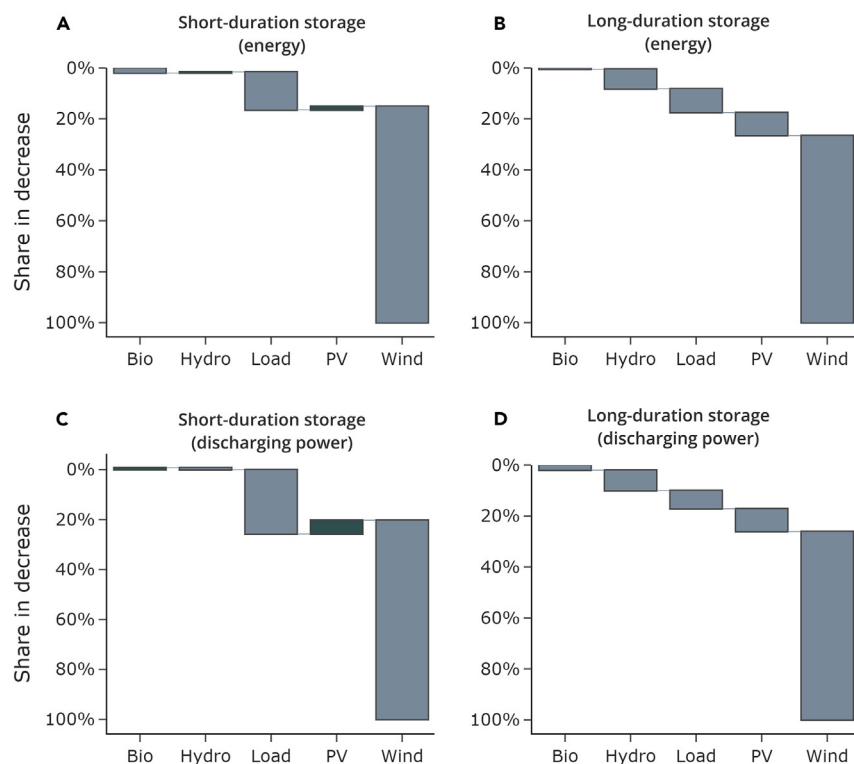 A
Short-duration storage
(energy)
Share in decrease
0%
20%
40%
60%
80%
100%
Bio Hydro Load PV Wind
B
Long-duration storage
(energy)
0%
20%
40%
60%
80%
100%
Bio Hydro Load PV Wind
C
Short-duration storage
(discharging power)
Share in decrease
0%
20%
40%
60%
80%
100%
Bio Hydro Load PV Wind
D
Long-duration storage
(discharging power)
0%
20%
40%
60%
80%
100%
Bio Hydro Load PV Wind